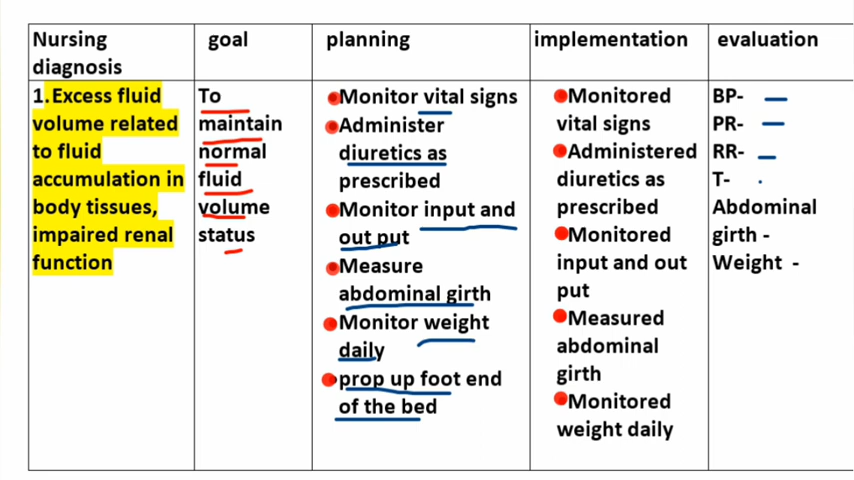 Nursing diagnosis
goal
planning
implementation
evaluation
1.Excess fluid
volume related
to fluid
accumulation in
body tissues,
impaired renal
function
To
maintain
normal
fluid
volume
status
Monitor vital signs
Administer
diuretics as
prescribed
Monitor input and
out put
Measure
abdominal girth
Monitor weight
daily
prop up foot end
of the bed
Monitored
vital signs
Administered
diuretics as
prescribed
Monitored
input and out
put
Measured
abdominal
girth
Monitored
weight daily
BP-
PR-
RR-
T-
Abdominal
girth -
Weight -